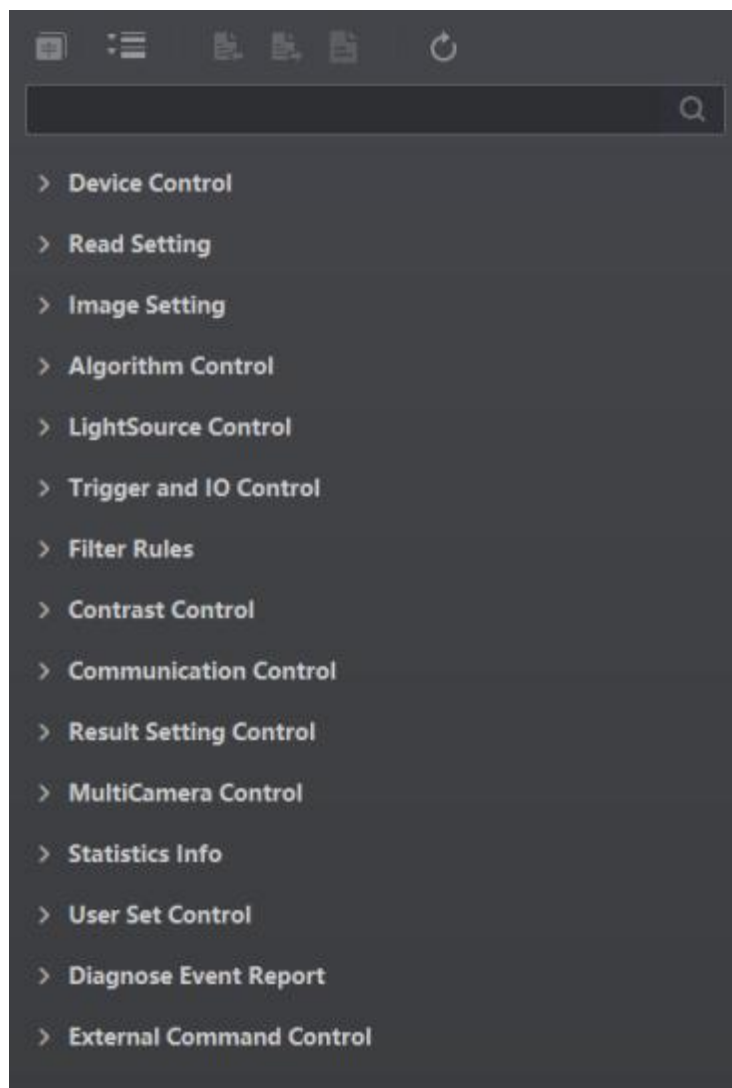 Device Control
Read Setting
Image Setting
Algorithm Control
LightSource Control
Trigger and IO Control
Filter Rules
Contrast Control
Communication Control
Result Setting Control
MultiCamera Control
Statistics Info
User Set Control
Diagnose Event Report
External Command Control